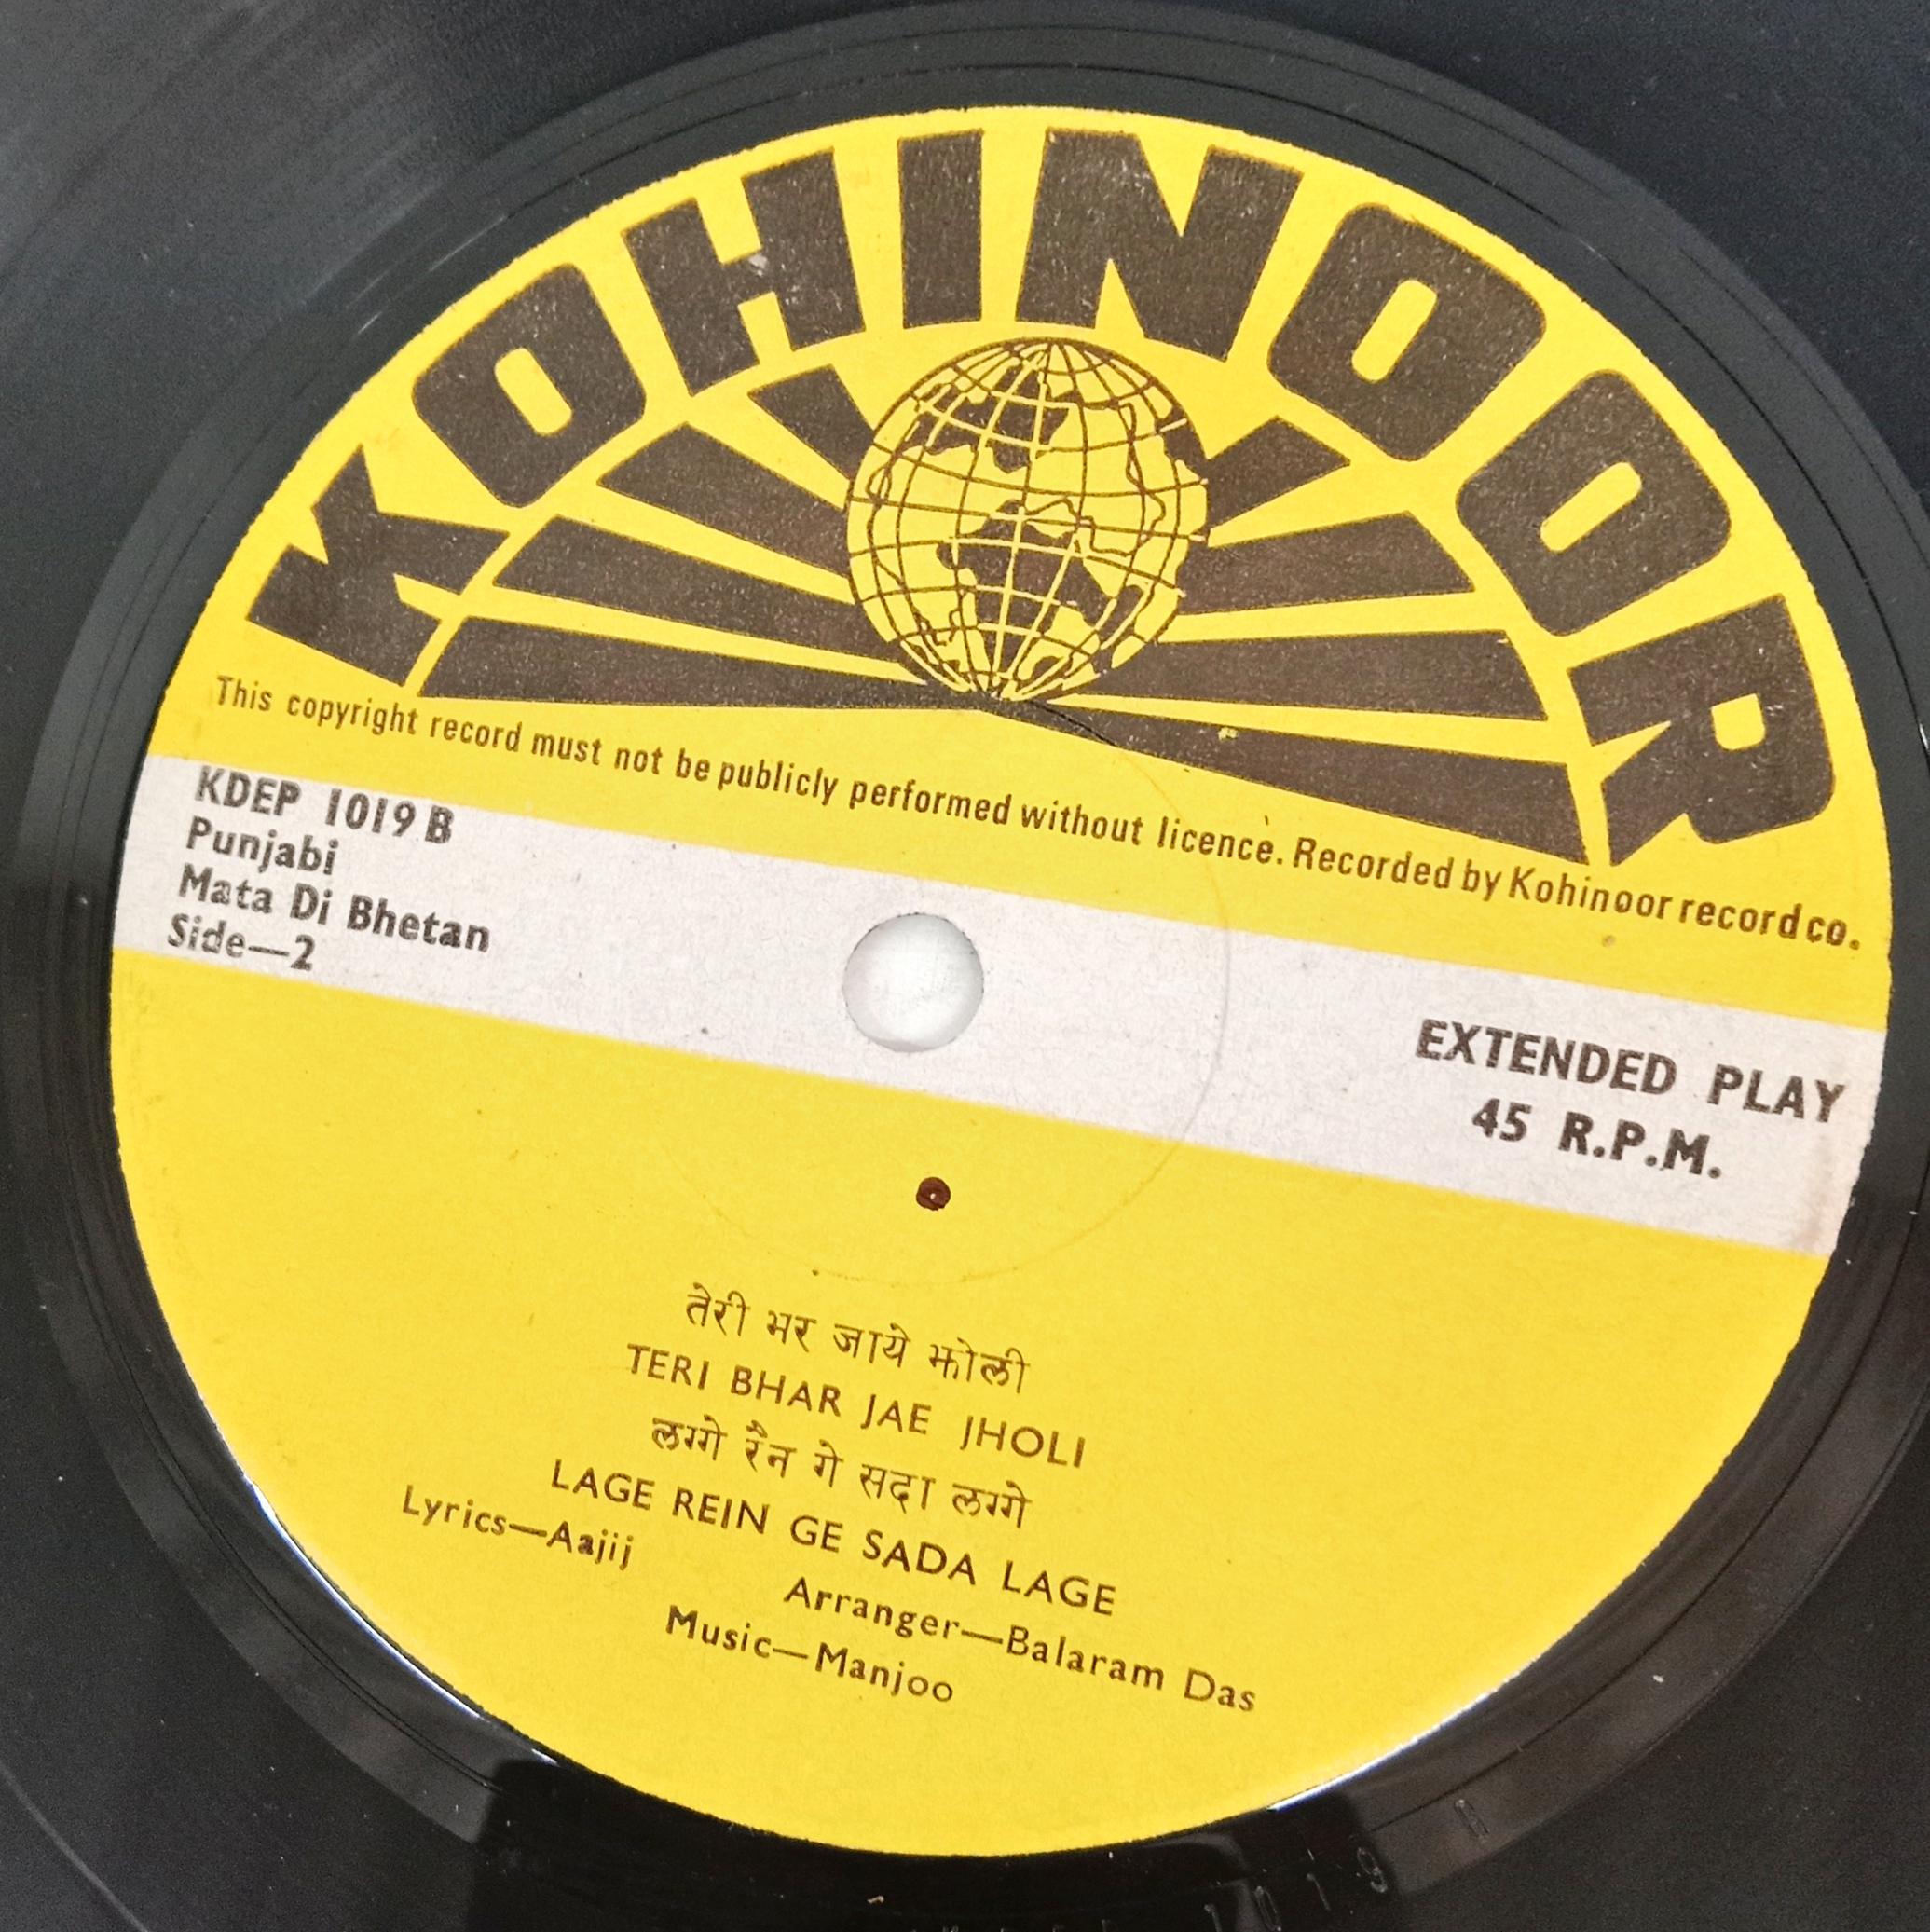 KOHINOOR
This copyright record must not be publicly performed without licence. Recorded by Kohinoor record co.
KDEP 1019 B
Punjabi
Mata Di Bhetan
Side—2
EXTENDED PLAY
45 R.P.M.
तेरी भर जाये झोली
TERI BHAR JAE JHOLI
लग्गे रैन गे सदा लग्गे
LAGE REIN GE SADA LAGE
Lyrics—Aajij
Arranger—Balaram Das
Music—Manjoo
1019